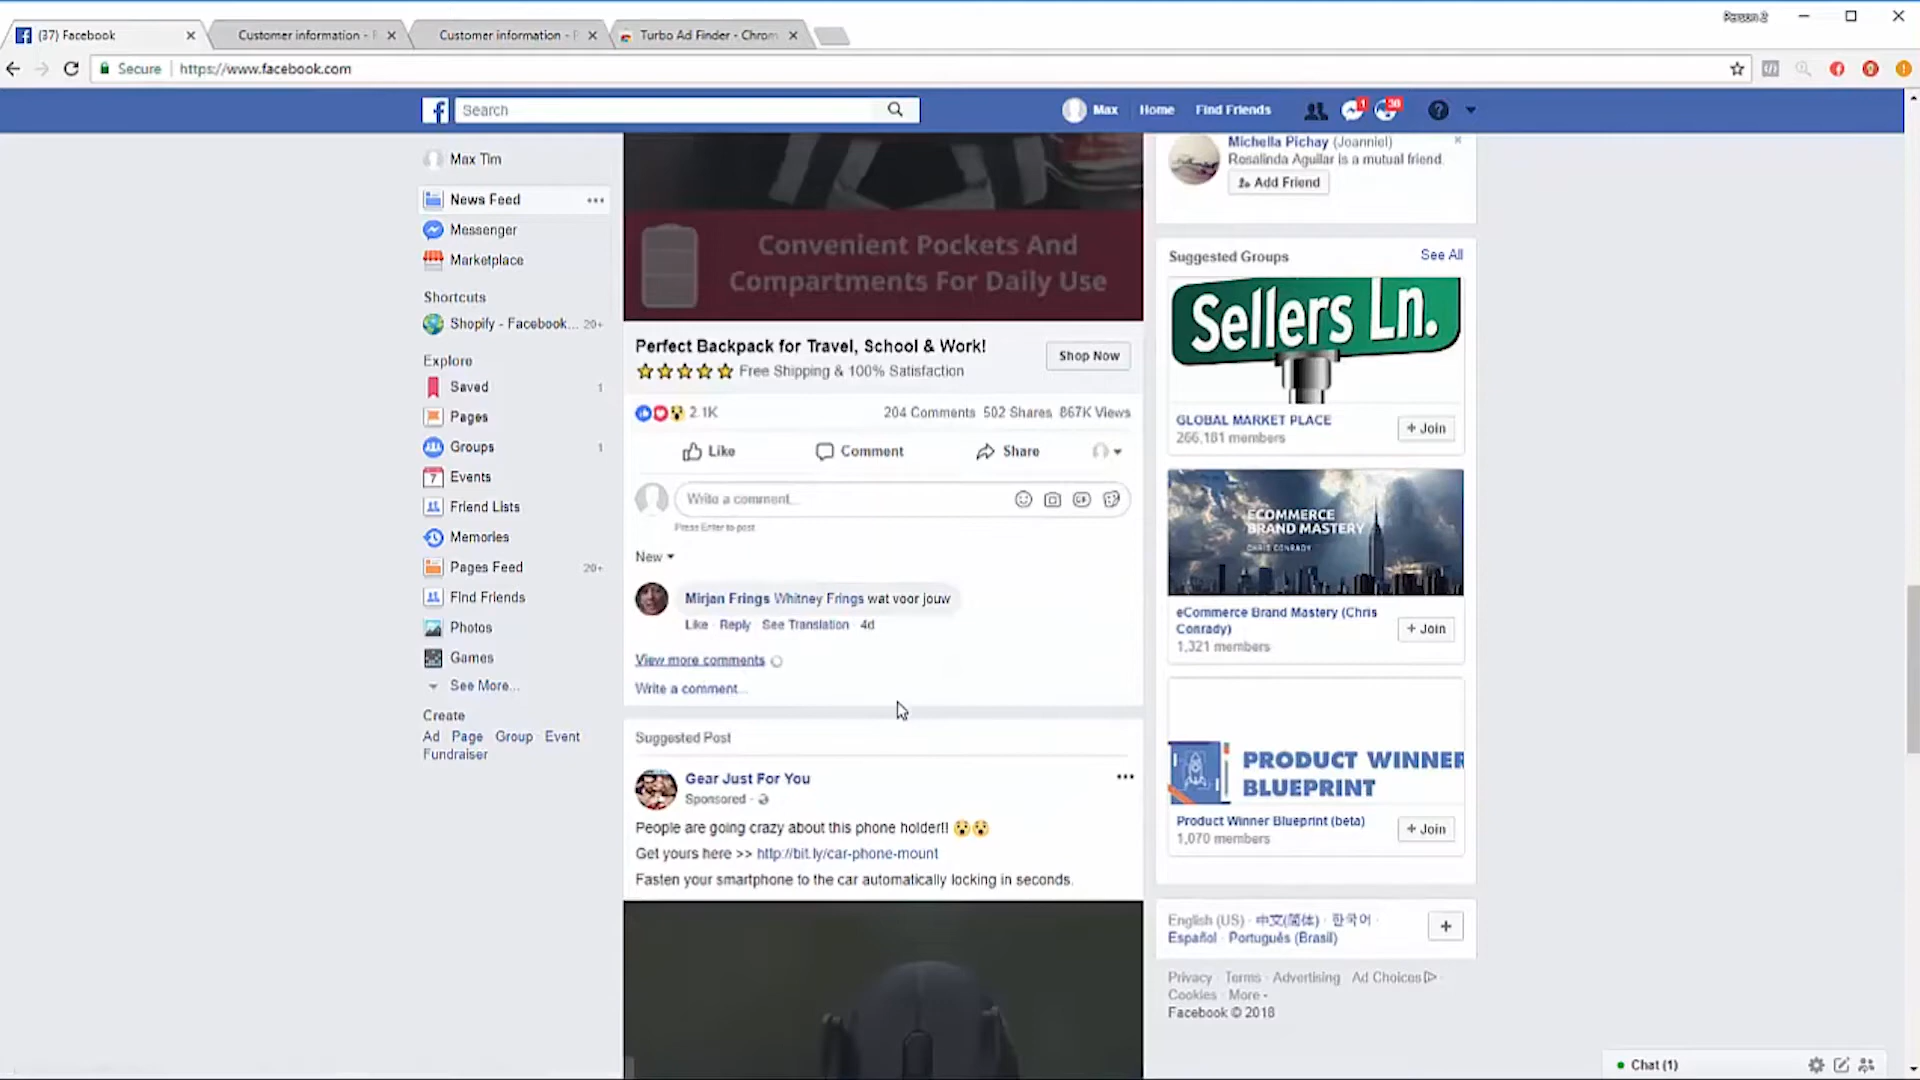 (37) Facebook
Customer information -
Customer information -
Turbo Ad Finder - Chrom
Person 2
Secure
https://www.facebook.com
Search
Max
Home
Find Friends
1
30
Max Tim
News Feed
Messenger
Marketplace
Shortcuts
Shopify - Facebook... 20+
Explore
Saved 1
Pages
Groups 1
7 Events
Friend Lists
Memories
Pages Feed 20+
Find Friends
Photos
Games
See More...
Create
Ad Page Group Event
Fundraiser
Convenient Pockets And
Compartments For Daily Use
Perfect Backpack for Travel, School & Work!
Free Shipping & 100% Satisfaction
Shop Now
2.1K
204 Comments 502 Shares 867K Views
Like
Comment
Share
Write a comment...
Press Enter to post
New
Mirjan Frings Whitney Frings wat voor jouw
Like · Reply · See Translation · 4d
View more comments
Write a comment...
Suggested Post
Gear Just For You
Sponsored ·
People are going crazy about this phone holder!! 😵😵
Get yours here >> http://bit.ly/car-phone-mount
Fasten your smartphone to the car automatically locking in seconds.
Michella Pichay (Joanniel)
Rosalinda Aguilar is a mutual friend.
Add Friend
Suggested Groups
See All
Sellers Ln.
GLOBAL MARKET PLACE
266,181 members
+ Join
ECOMMERCE
BRAND MASTERY
CHRIS CONRADY
eCommerce Brand Mastery (Chris
Conrady)
1,321 members
+ Join
PRODUCT WINNER
BLUEPRINT
Product Winner Blueprint (beta)
1,070 members
+ Join
English (US) · 中文(简体) · 한국어 ·
Español · Português (Brasil)
Privacy · Terms · Advertising · Ad Choices ·
Cookies · More
Facebook © 2018
Chat (1)